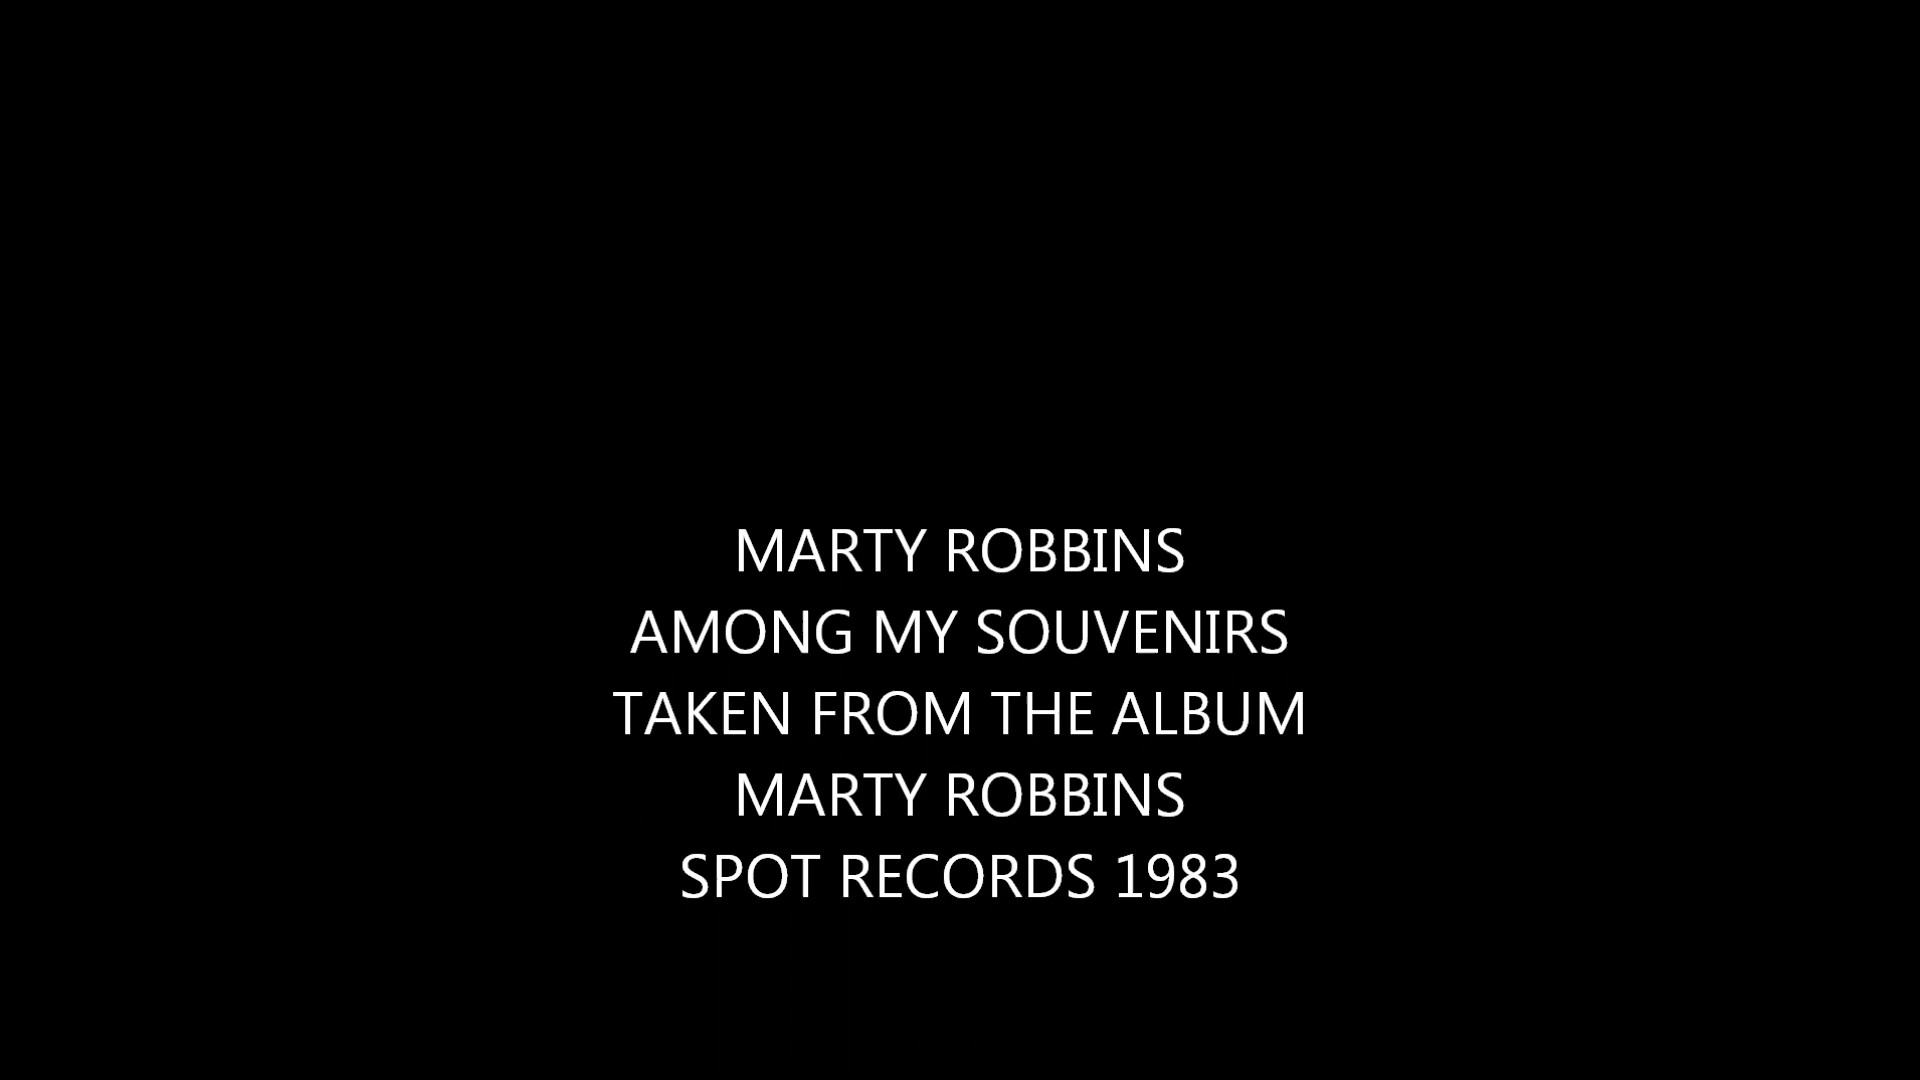 MARTY ROBBINS
AMONG MY SOUVENIRS
TAKEN FROM THE ALBUM
MARTY ROBBINS
SPOT RECORDS 1983